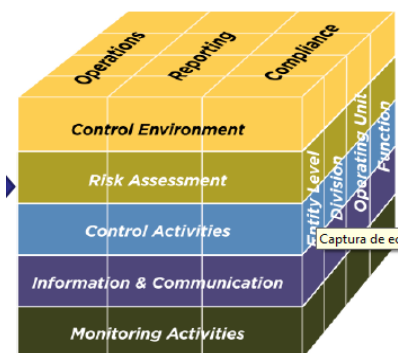 Operations
Reporting
Compliance
Control Environment
Risk Assessment
Control Activities
Information & Communication
Monitoring Activities
Entity Level
Division
Operating Unit
Function
Captura de